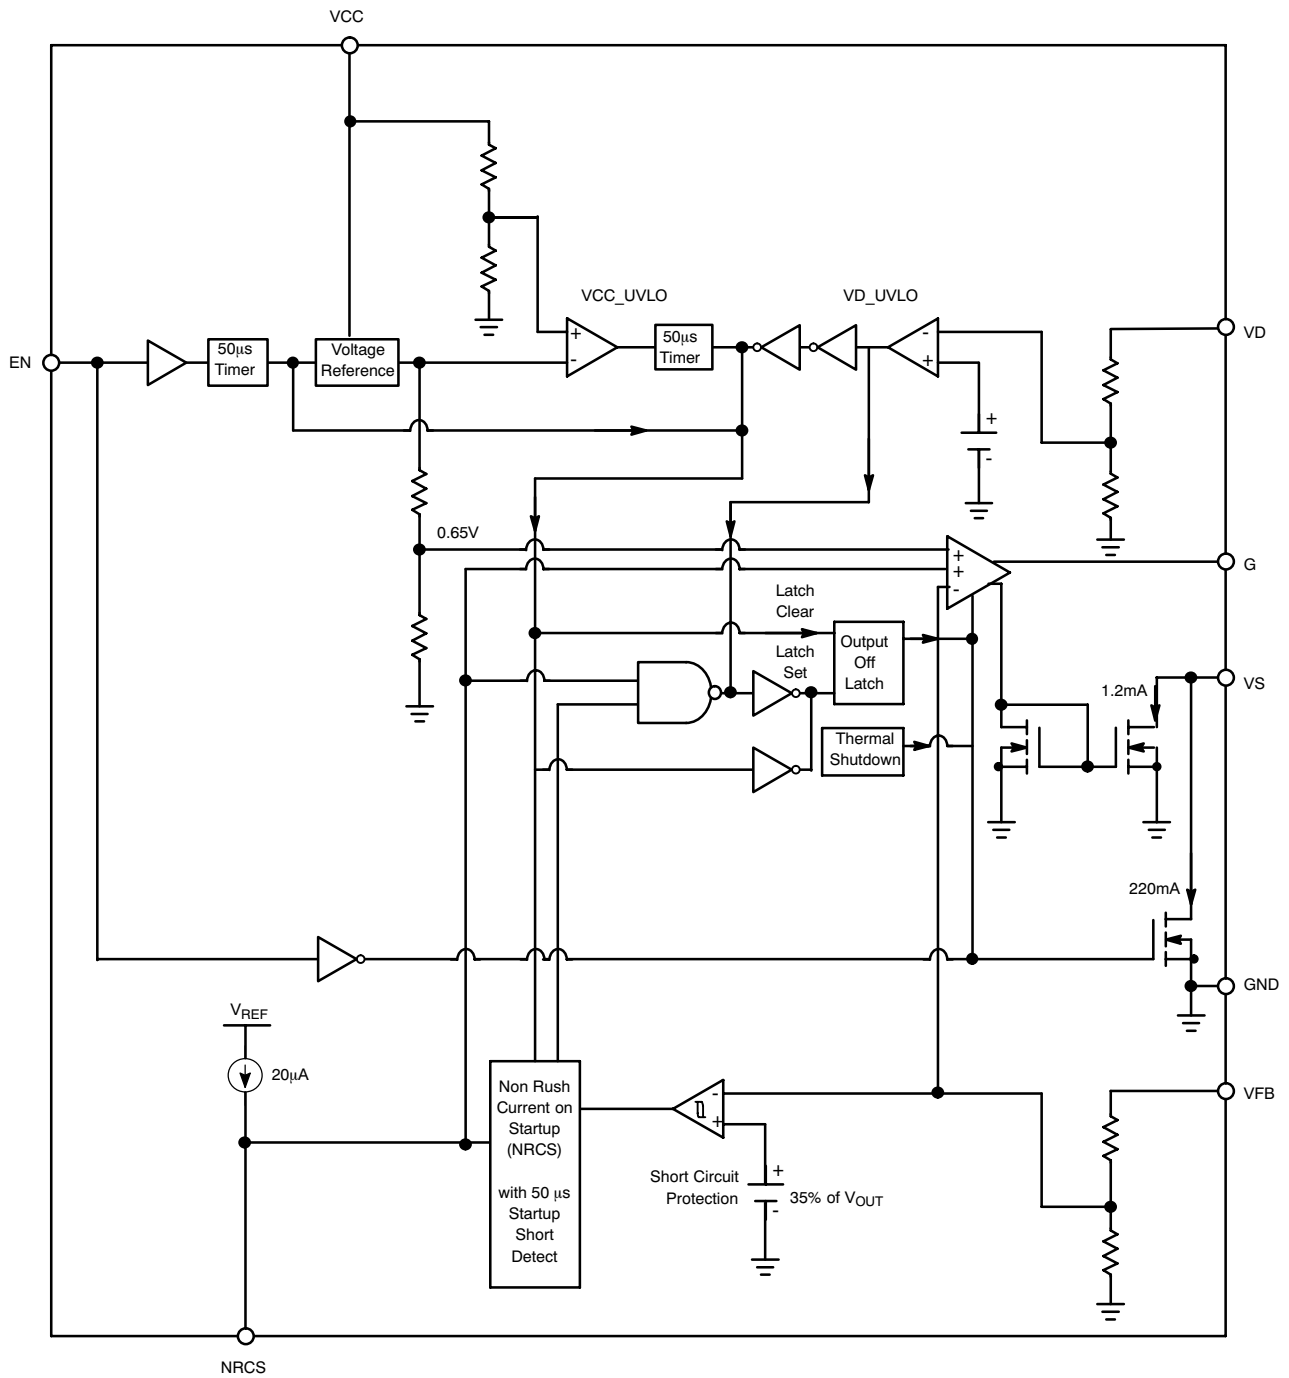 VCC
VCC_UVLO
VD_UVLO
50μs
Timer
Voltage
Reference
+
-
50μs
Timer
-
+
VD
EN
+
-
0.65V
+
+
-
G
Latch
Clear
Latch
Set
Output
Off
Latch
Thermal
Shutdown
1.2mA
VS
220mA
GND
VREF
20μA
Non Rush
Current on
Startup
(NRCS)
with 50 μs
Startup
Short
Detect
-
+
VFB
Short Circuit
Protection
+
-
35% of VOUT
NRCS